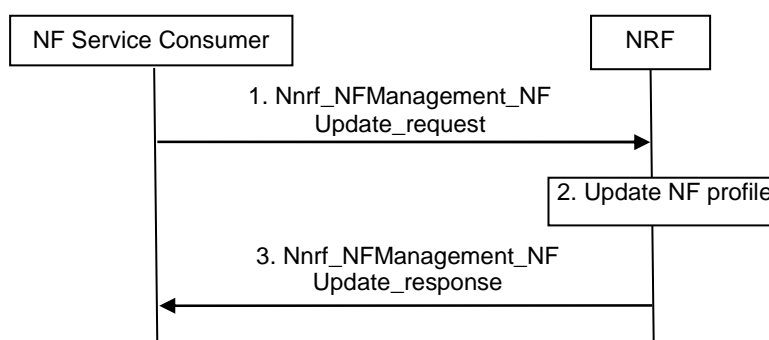 NF Service Consumer
NRF
1. Nnrf_NFManagement_NF
Update_request
2. Update NF profile
3. Nnrf_NFManagement_NF
Update_response